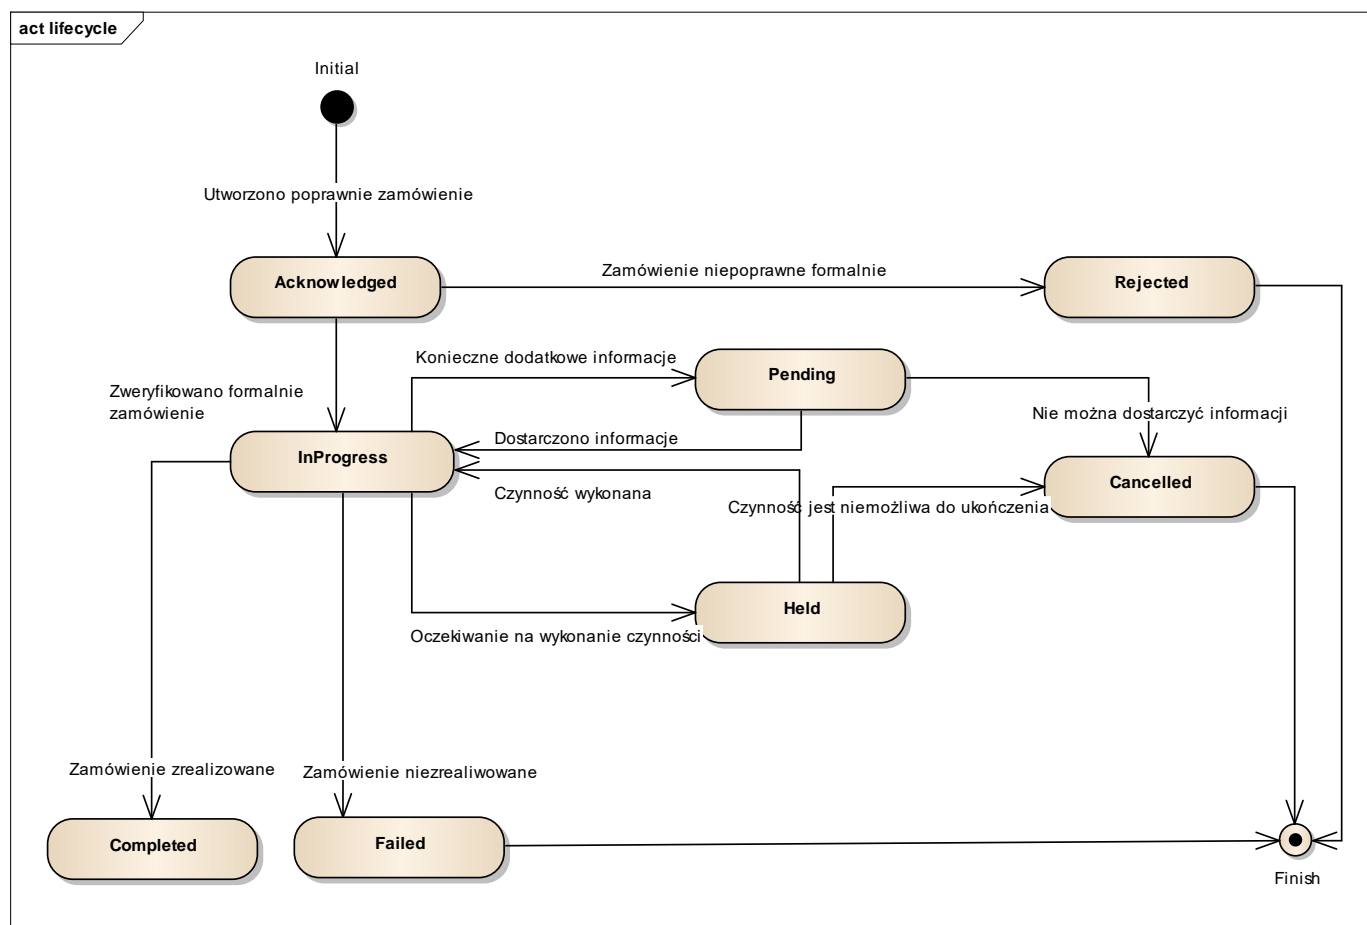 act lifecycle
Initial
Utworzono poprawnie zamówienie
Acknowledged
Zamówienie niepoprawne formalnie
Rejected
Konieczne dodatkowe informacje
Pending
Zweryfikowano formalnie
zamówienie
Nie można dostarczyć informacji
Dostarczono informacje
InProgress
Czynność wykonana
Cancelled
Czynność jest niemożliwa do ukończenia
Held
Oczekiwanie na wykonanie czynności
Zamówienie zrealizowane
Zamówienie niezrealiwowane
Completed
Failed
Finish